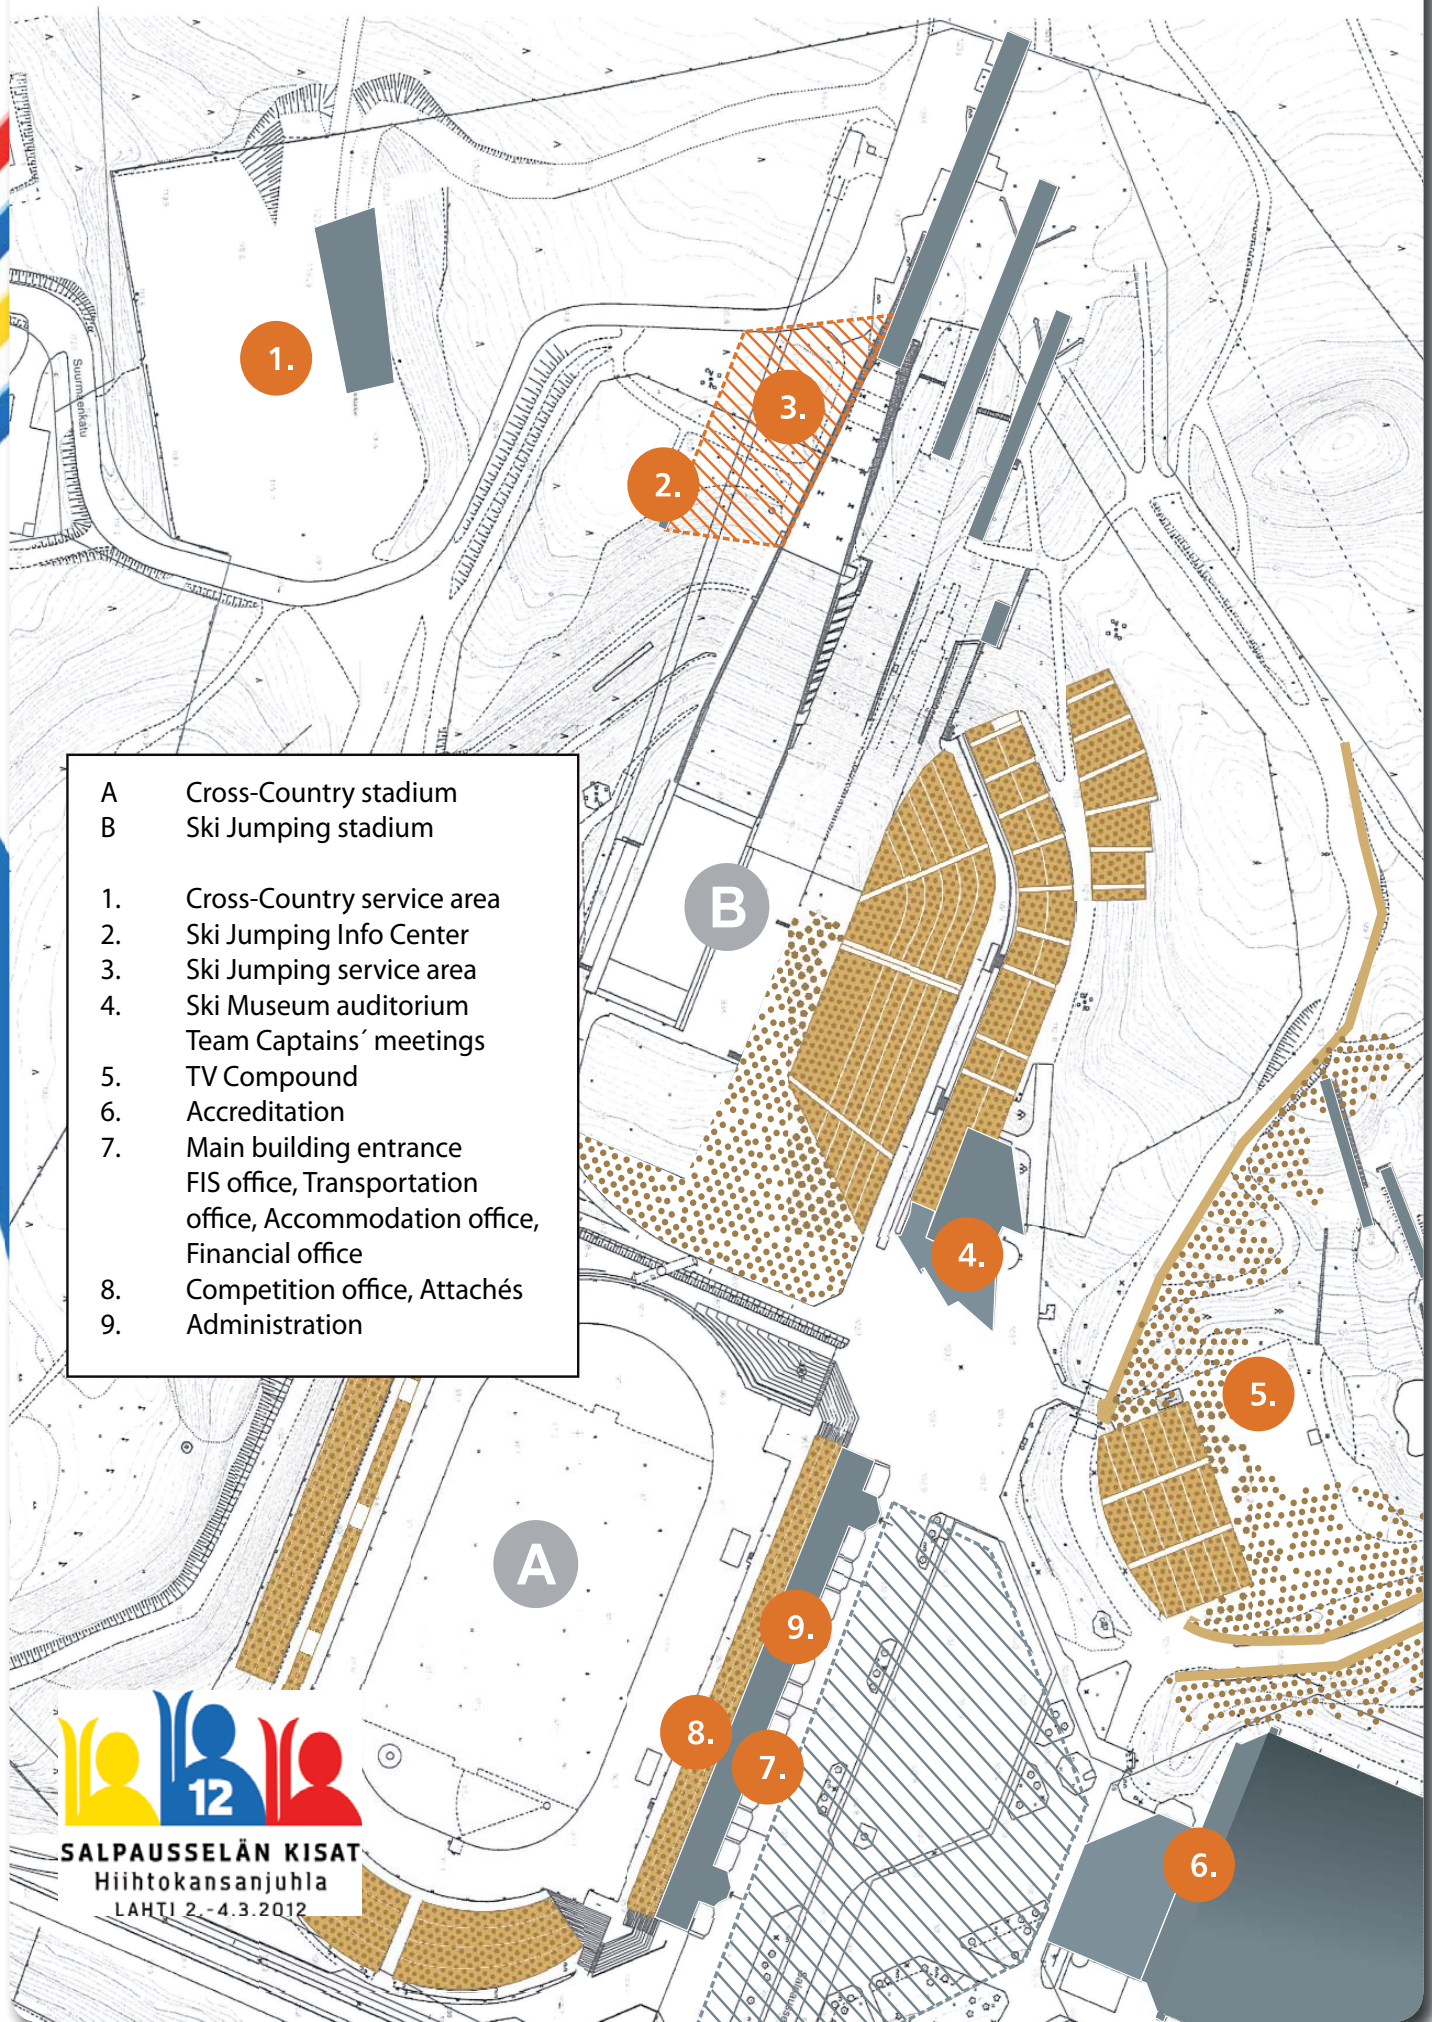 1.
Suurmäenkatu
3.
2.
A Cross-Country stadium
B Ski Jumping stadium
1. Cross-Country service area
2. Ski Jumping Info Center
3. Ski Jumping service area
4. Ski Museum auditorium
Team Captains´ meetings
5. TV Compound
6. Accreditation
7. Main building entrance
FIS office, Transportation
office, Accommodation office,
Financial office
8. Competition office, Attachés
9. Administration
B
4.
5.
A
9.
8.
7.
6.
12
SALPAUSSELÄN KISAT
Hiihtokansanjuhla
LAHTI 2.-4.3.2012